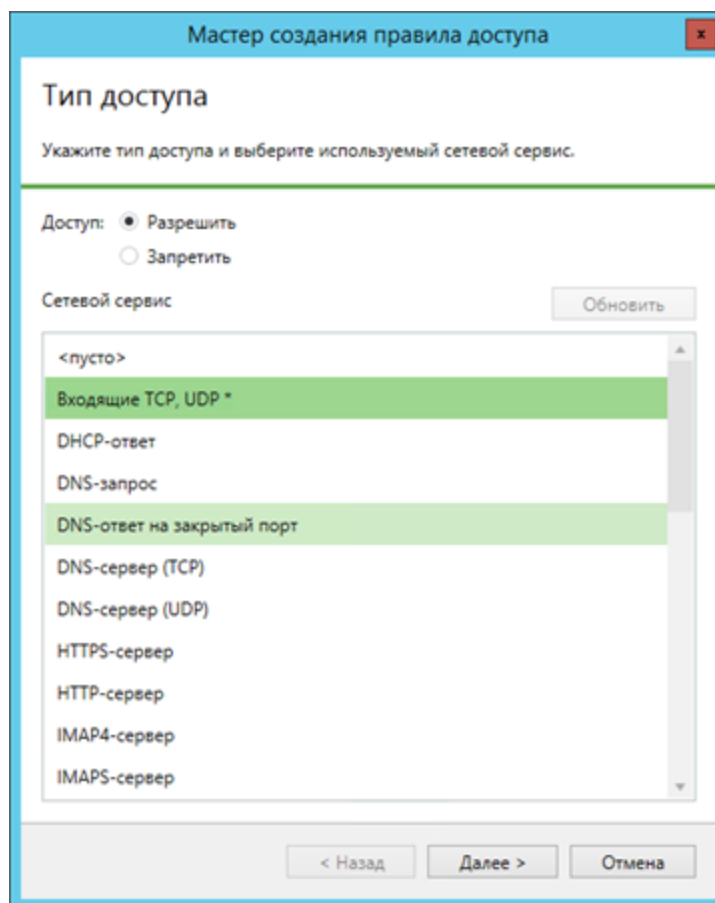 Мастер создания правила доступа
x
Тип доступа
Укажите тип доступа и выберите используемый сетевой сервис.
Доступ: Разрешить
Запретить
Сетевой сервис Обновить
<пусто>
Входящие TCP, UDP *
DHCP-ответ
DNS-запрос
DNS-ответ на закрытый порт
DNS-сервер (TCP)
DNS-сервер (UDP)
HTTPS-сервер
HTTP-сервер
IMAP4-сервер
IMAPS-сервер
< Назад Далее > Отмена